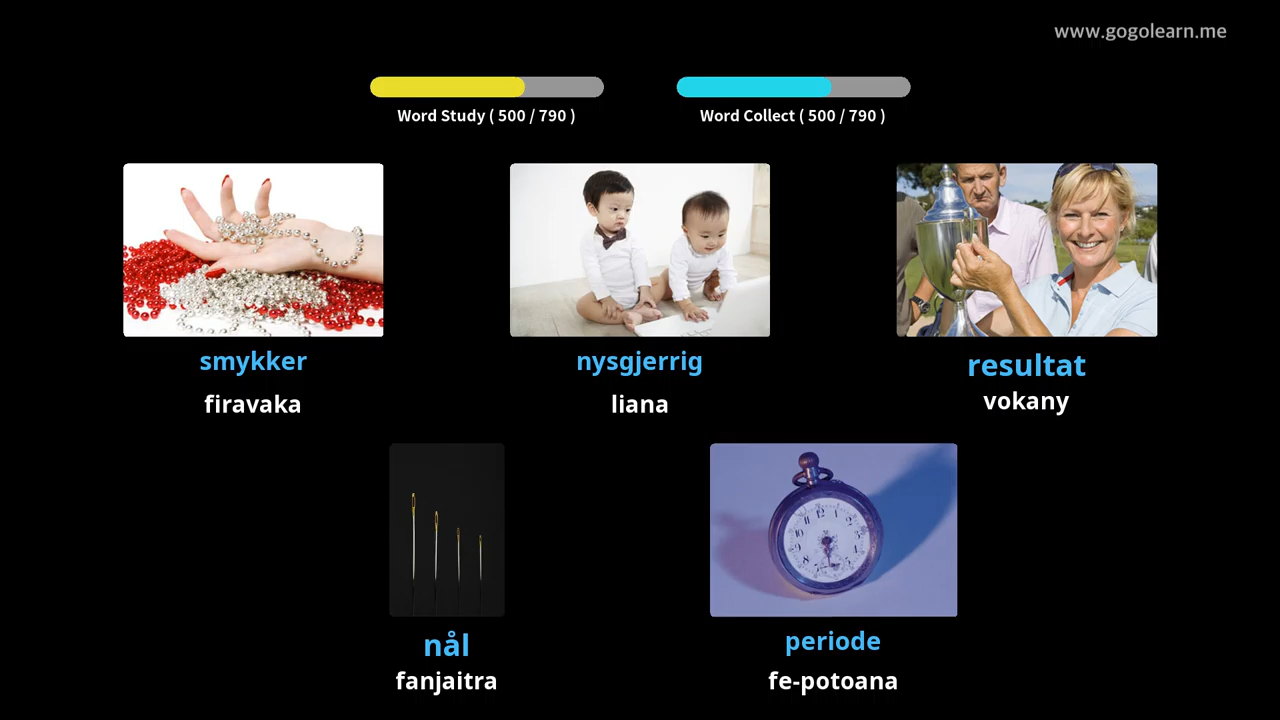 www.gogolearn.me
Word Study ( 500 / 790 )
Word Collect ( 500 / 790 )
smykker
firavaka
nysgjerrig
liana
resultat
vokany
nål
fanjaitra
periode
fe-potoana